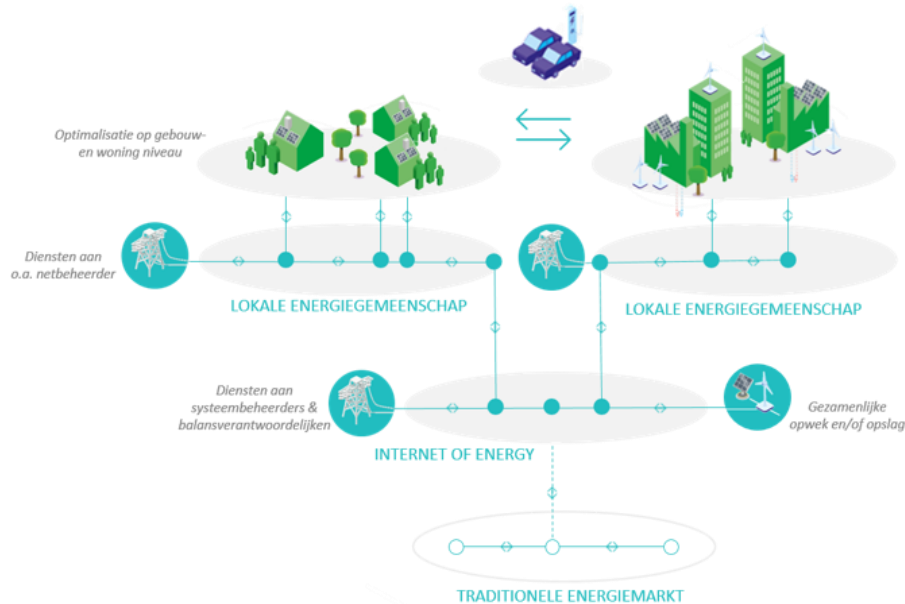 Optimalisatie op gebouw-
en woning niveau
Diensten aan
o.a. netbeheerder
LOKALE ENERGIEGEMEENSCHAP
LOKALE ENERGIEGEMEENSCHAP
Diensten aan
systeembeheerders &
balansverantwoordelijken
Gezamenlijke
opwek en/of opslag
INTERNET OF ENERGY
TRADITIONELE ENERGIEMARKT